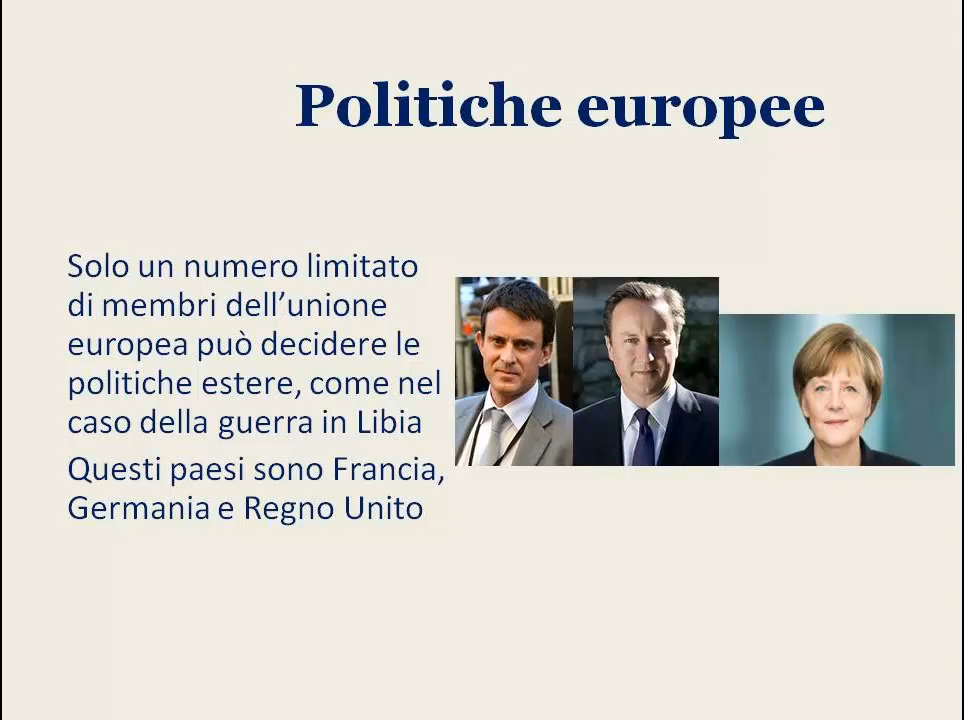 Politiche europee
Solo un numero limitato
di membri dell’unione
europea può decidere le
politiche estere, come nel
caso della guerra in Libia
Questi paesi sono Francia,
Germania e Regno Unito